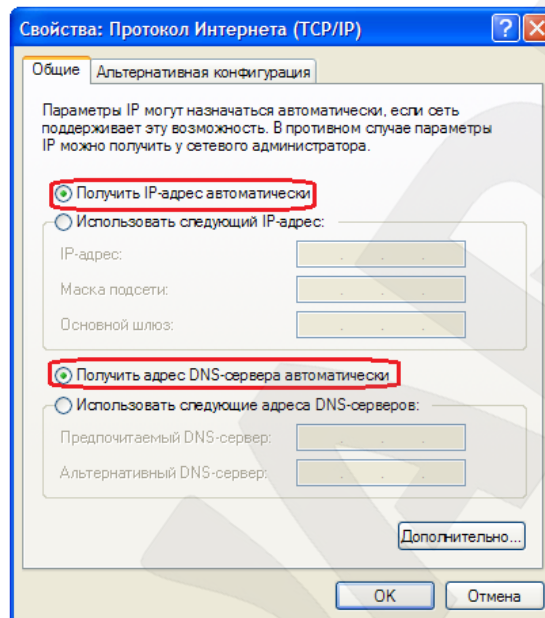 Свойства: Протокол Интернета (TCP/IP)
Общие Альтернативная конфигурация
Параметры IP могут назначаться автоматически, если сеть
поддерживает эту возможность. В противном случае параметры
IP можно получить у сетевого администратора.
Получить IP-адрес автоматически
Использовать следующий IP-адрес:
IP-адрес:
Маска подсети:
Основной шлюз:
Получить адрес DNS-сервера автоматически
Использовать следующие адреса DNS-серверов:
Предпочитаемый DNS-сервер:
Альтернативный DNS-сервер:
Дополнительно...
OK Отмена